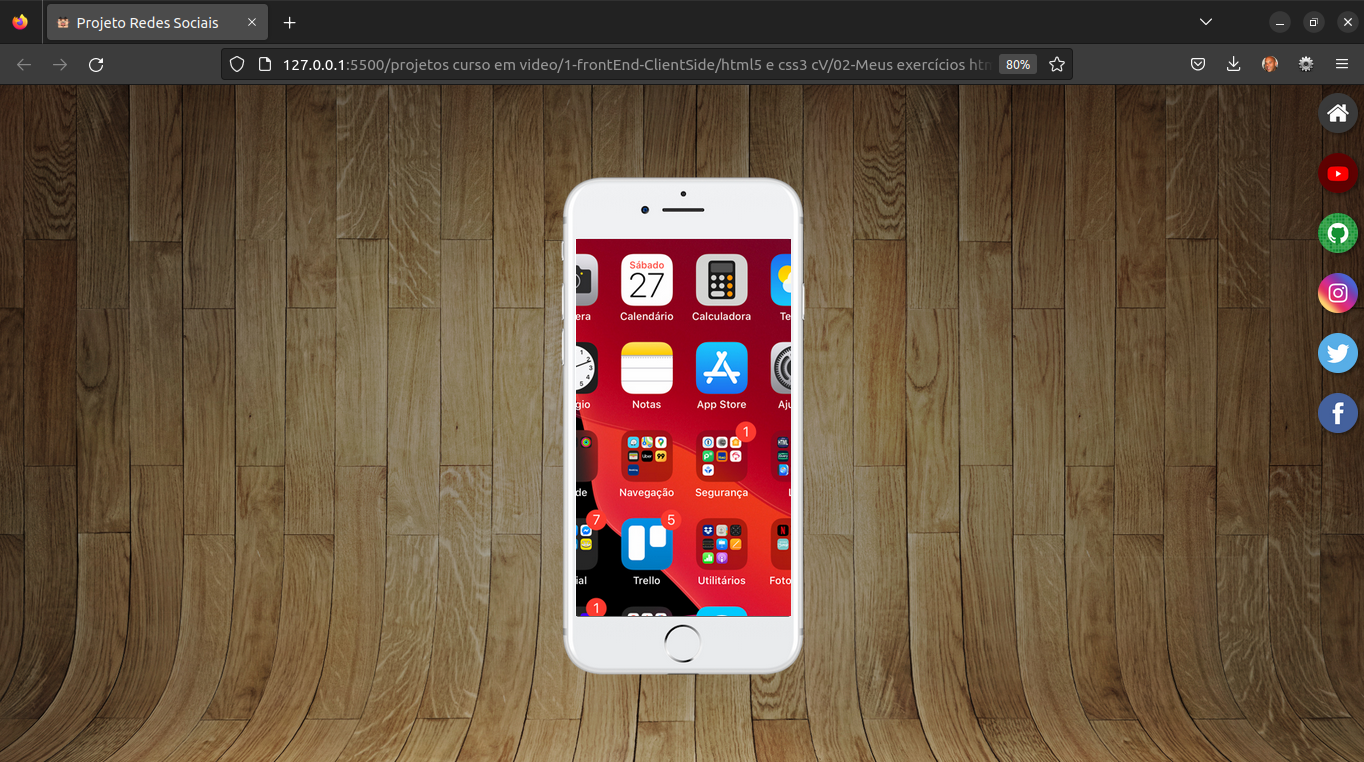 Projeto Redes Sociais
127.0.0.1:5500/projetos curso em video/1-frontEnd-ClientSide/html5 e css3 cV/02-Meus exercícios htm
80%
Sábado
27
era Calendário Calculadora Te
gio Notas App Store Aju
1
Uber 99
de Navegação Segurança
7 5
ial Trello Utilitários Foto
1